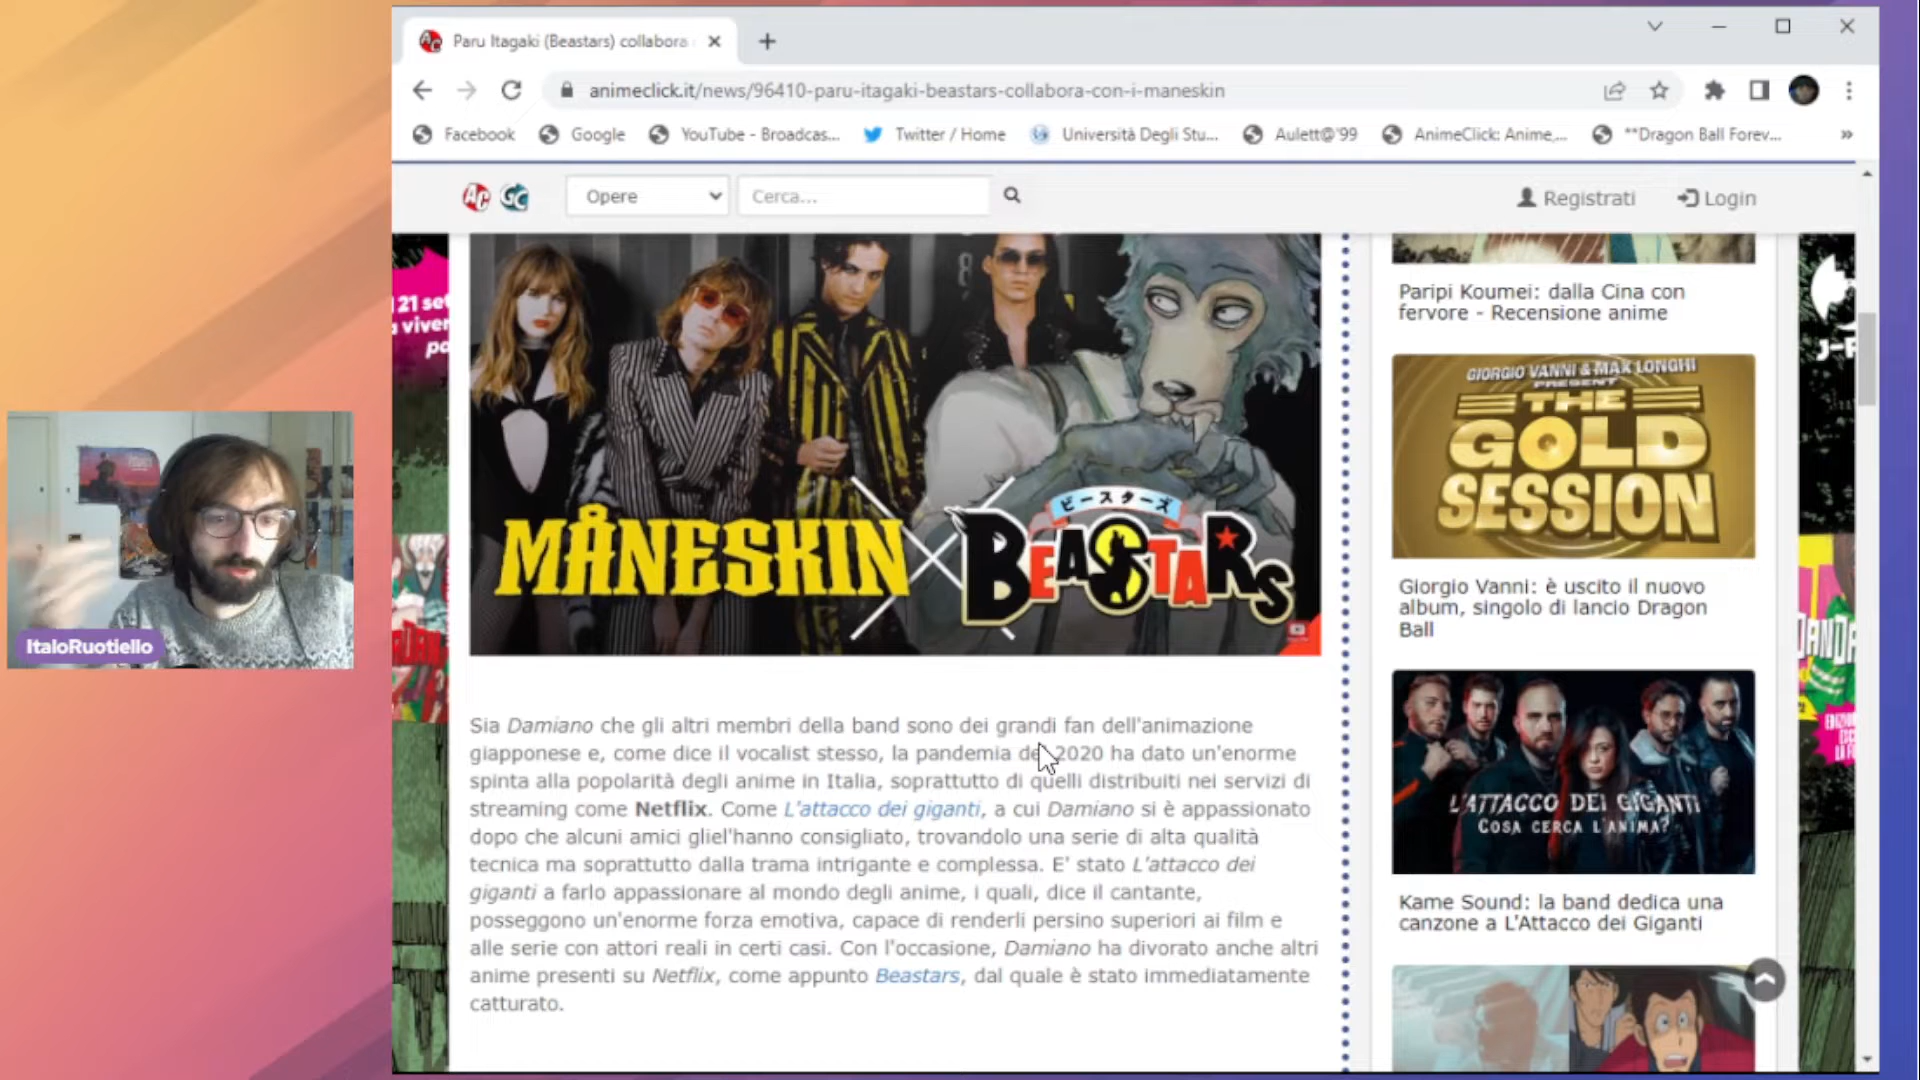 Paru Itagaki (Beastars) collabora
animeclick.it/news/96410-paru-itagaki-beastars-collabora-con-i-maneskin
Facebook
Google
YouTube - Broadcas...
Twitter / Home
Università Degli Stu...
Aulett@'99
AnimeClick: Anime,...
**Dragon Ball Forev...
»
AC GC
Opere
Cerca...
Registrati
Login
21 set
a viver
pa
MÅNESKIN
ビースターズ
BEASTARS
Sia Damiano che gli altri membri della band sono dei grandi fan dell'animazione
giapponese e, come dice il vocalist stesso, la pandemia de 2020 ha dato un'enorme
spinta alla popolarità degli anime in Italia, soprattutto di quelli distribuiti nei servizi di
streaming come Netflix. Come L'attacco dei giganti, a cui Damiano si è appassionato
dopo che alcuni amici gliel'hanno consigliato, trovandolo una serie di alta qualità
tecnica ma soprattutto dalla trama intrigante e complessa. E' stato L'attacco dei
giganti a farlo appassionare al mondo degli anime, i quali, dice il cantante,
posseggono un'enorme forza emotiva, capace di renderli persino superiori ai film e
alle serie con attori reali in certi casi. Con l'occasione, Damiano ha divorato anche altri
anime presenti su Netflix, come appunto Beastars, dal quale è stato immediatamente
catturato.
Paripi Koumei: dalla Cina con
fervore - Recensione anime
GIORGIO VANNI & MAX LONGHI
PRESENT
THE
GOLD
SESSION
Giorgio Vanni: è uscito il nuovo
album, singolo di lancio Dragon
Ball
L'ATTACCO DEI GIGANTI
COSA CERCA L'ANIMA?
Kame Sound: la band dedica una
canzone a L'Attacco dei Giganti
ItaloRuotiello